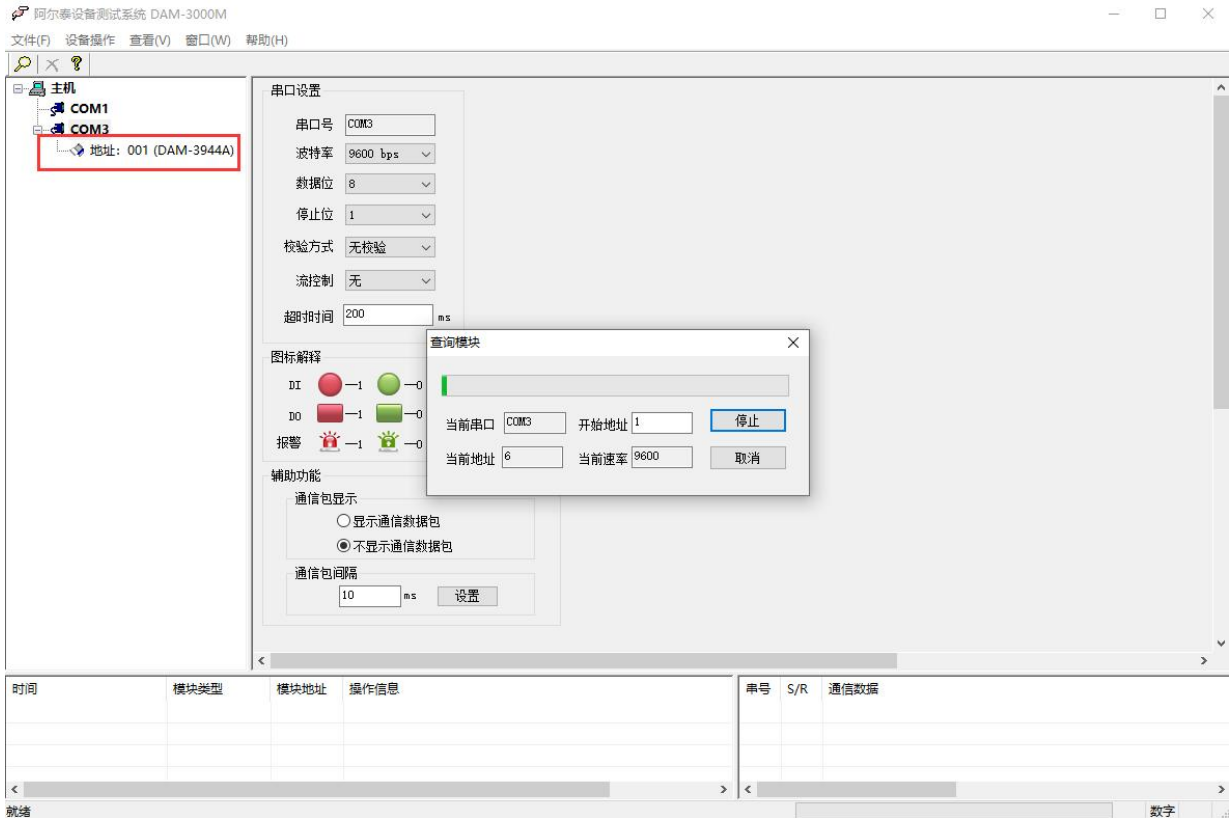 阿尔泰设备测试系统 DAM-3000M
文件(F) 设备操作 查看(V) 窗口(W) 帮助(H)
主机
COM1
COM3
地址：001 (DAM-3944A)
串口设置
串口号 COM3
波特率 9600 bps
数据位 8
停止位 1
校验方式 无校验
流控制 无
超时时间 200 ms
图标解释
DI —1 —0
DO —1 —0
报警 —1 —0
辅助功能
通信包显示
显示通信数据包
不显示通信数据包
通信包间隔
10 ms 设置
查询模块
当前串口 COM3 开始地址 1 停止
当前地址 6 当前速率 9600 取消
时间 模块类型 模块地址 操作信息
串号 S/R 通信数据
就绪 数字